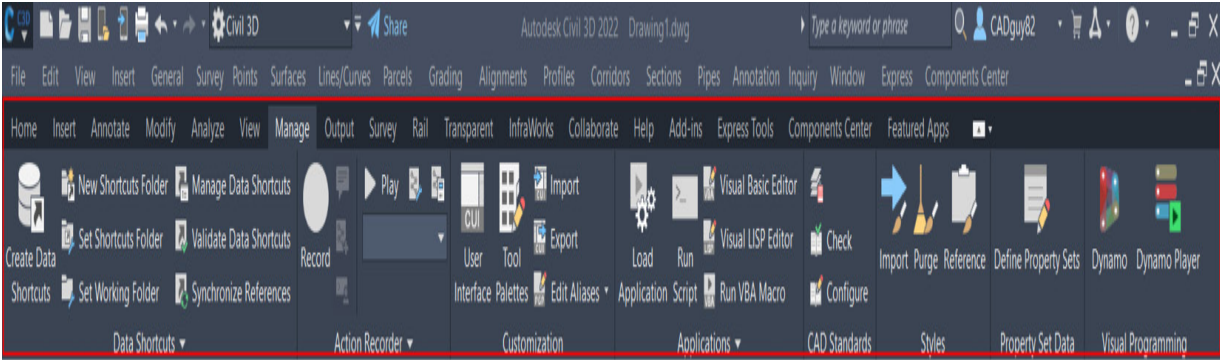 C3D Civil 3D Share Autodesk Civil 3D 2022 Drawing1.dwg Type a keyword or phrase CADguy82
File Edit View Insert General Survey Points Surfaces Lines/Curves Parcels Grading Alignments Profiles Corridors Sections Pipes Annotation Inquiry Window Express Components Center
Home Insert Annotate Modify Analyze View Manage Output Survey Rail Transparent InfraWorks Collaborate Help Add-ins Express Tools Components Center Featured Apps
New Shortcuts Folder Manage Data Shortcuts Play Import Visual Basic Editor
Set Shortcuts Folder Validate Data Shortcuts CUI Export Visual LISP Editor Check
Create Data Record User Tool Load Run Import Purge Reference Define Property Sets Dynamo Dynamo Player
Shortcuts Set Working Folder Synchronize References Interface Palettes Edit Aliases Application Script Run VBA Macro Configure
Data Shortcuts Action Recorder Customization Applications CAD Standards Styles Property Set Data Visual Programming